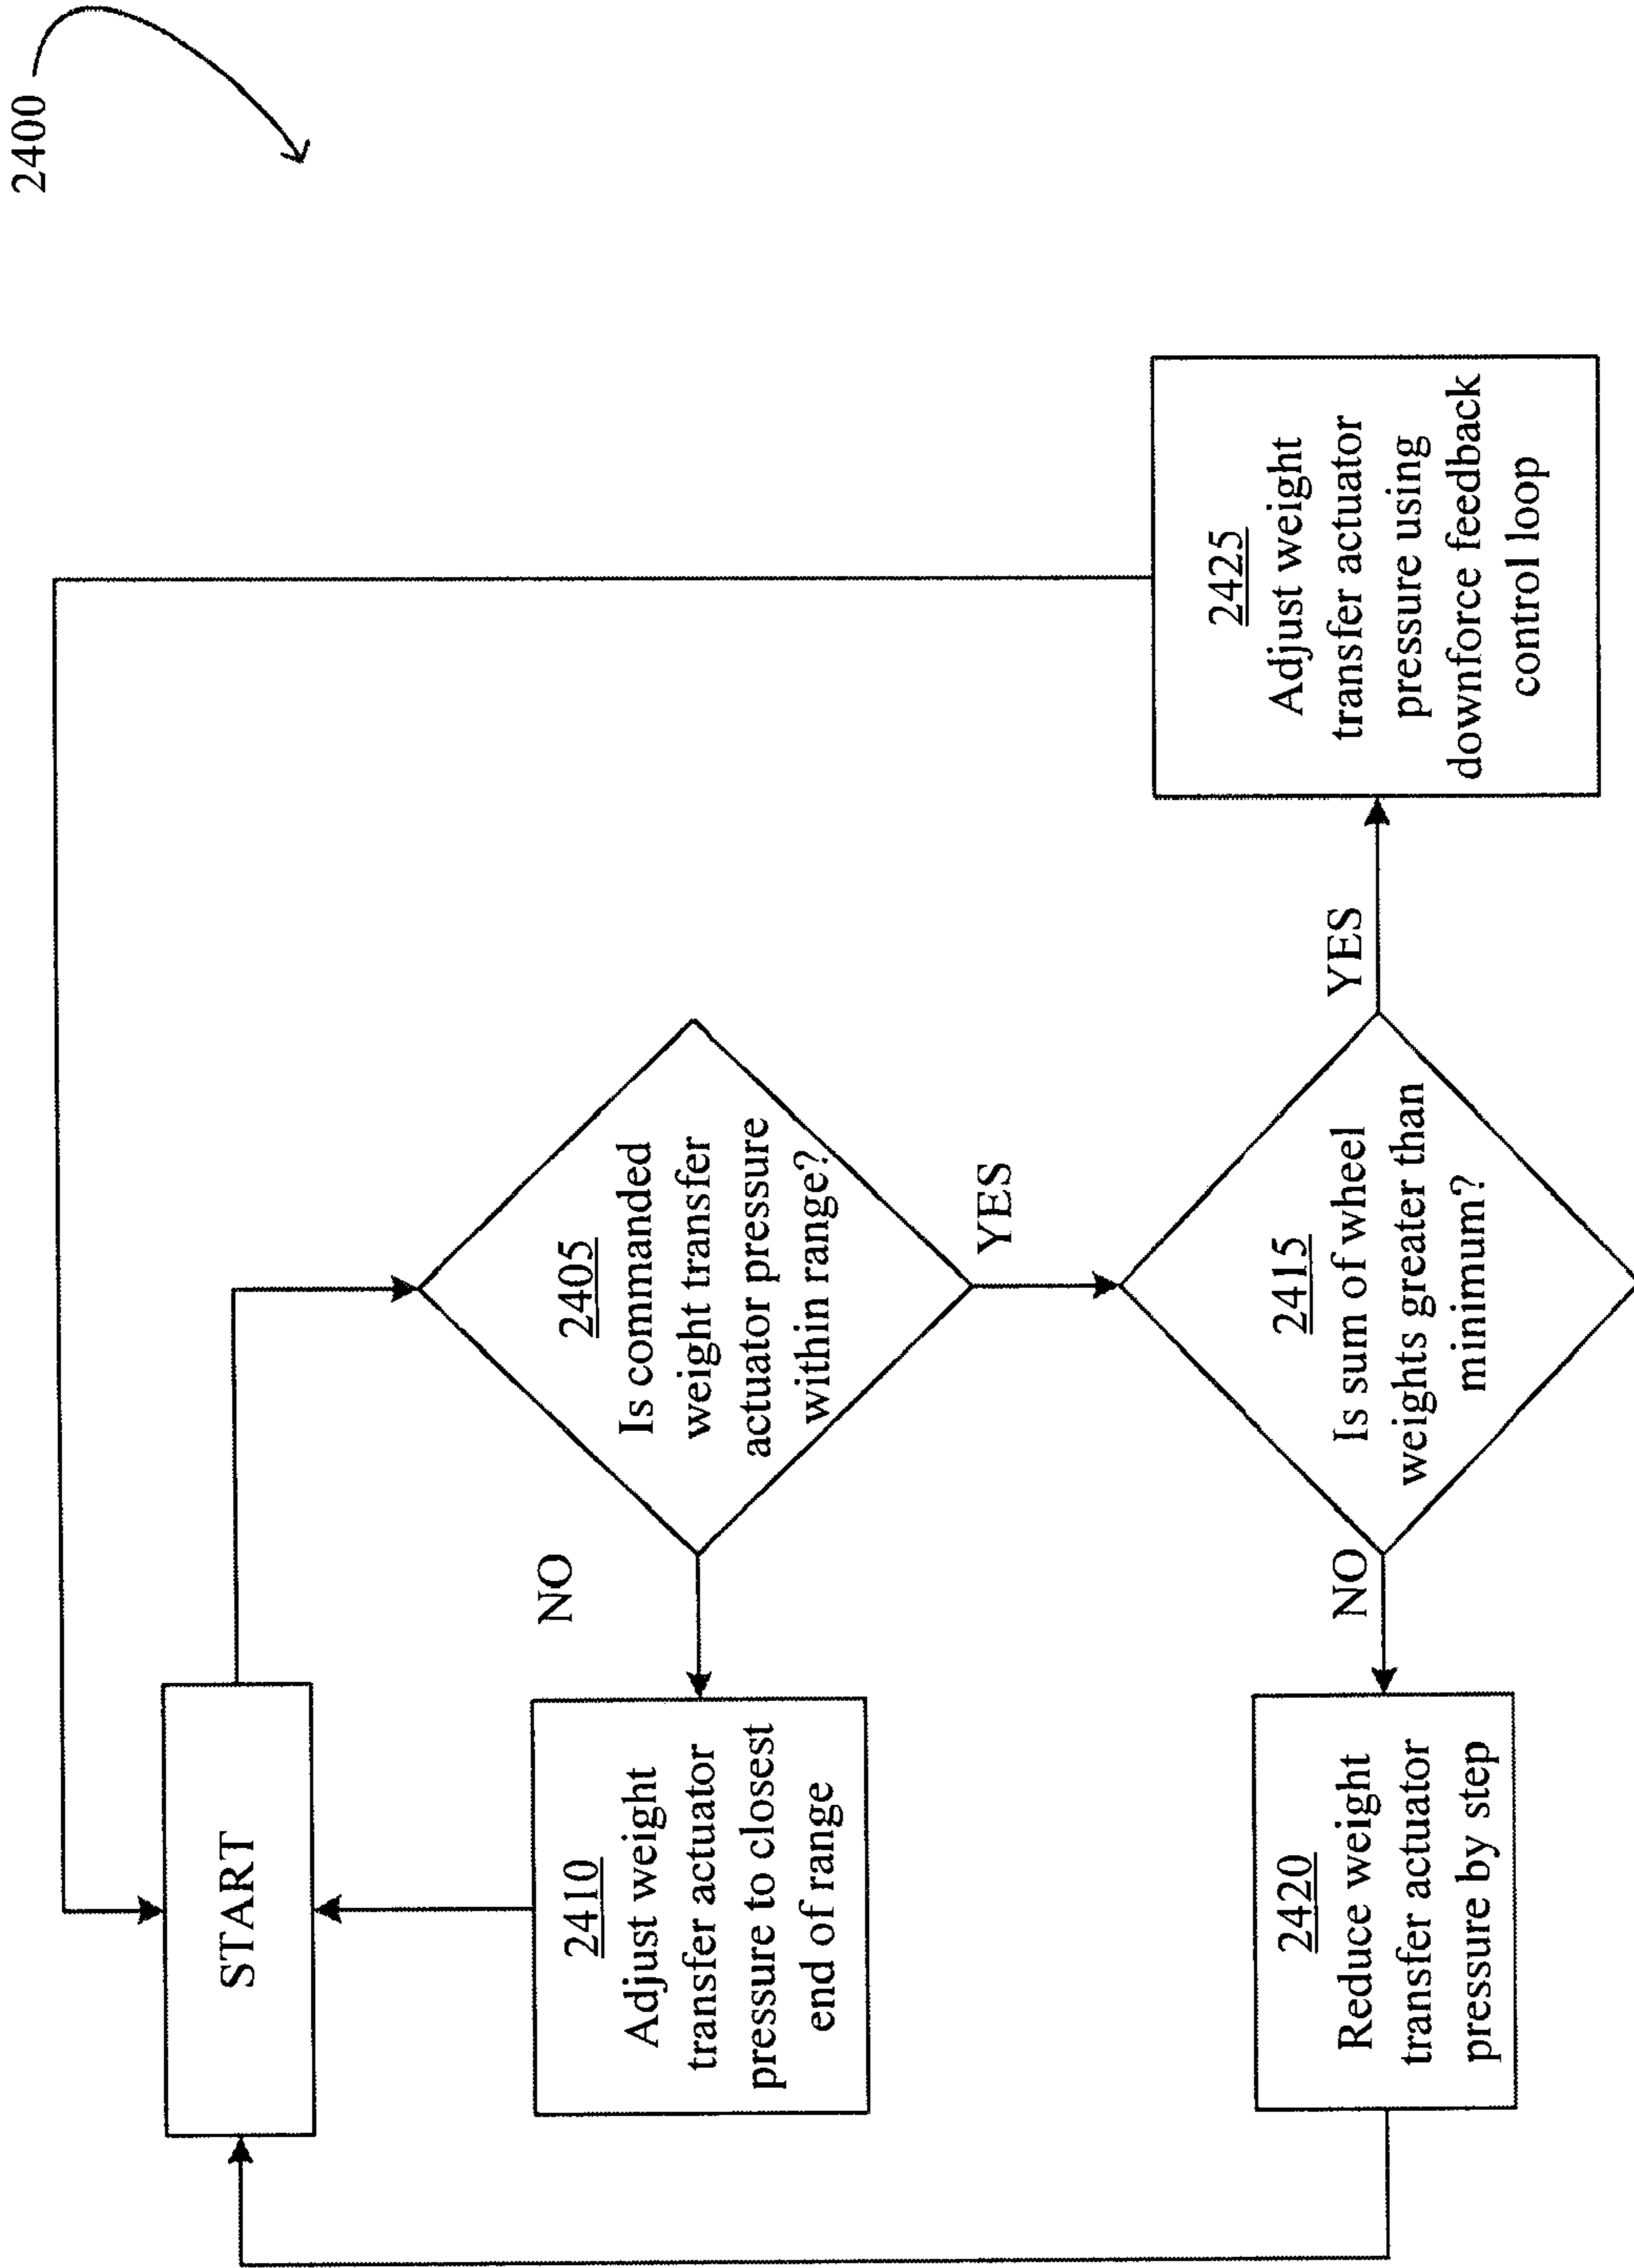 2400
START
2405
Is commanded
weight transfer
actuator pressure
within range?
NO
YES
2410
Adjust weight
transfer actuator
pressure to closest
end of range
2415
Is sum of wheel
weights greater than
minimum?
NO
YES
2420
Reduce weight
transfer actuator
pressure by step
2425
Adjust weight
transfer actuator
pressure using
downforce feedback
control loop